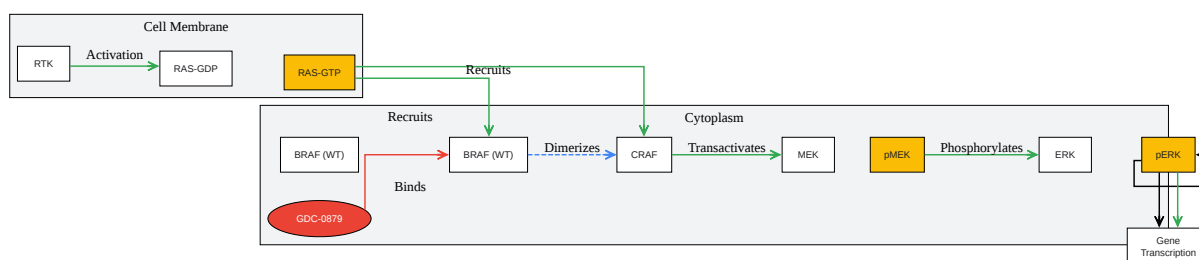 Cell Membrane
RTK
Activation
RAS-GDP
RAS-GTP
Recruits
Recruits
Cytoplasm
BRAF (WT)
BRAF (WT)
Dimerizes
CRAF
Transactivates
MEK
pMEK
Phosphorylates
ERK
pERK
Binds
GDC-0879
Gene
Transcription